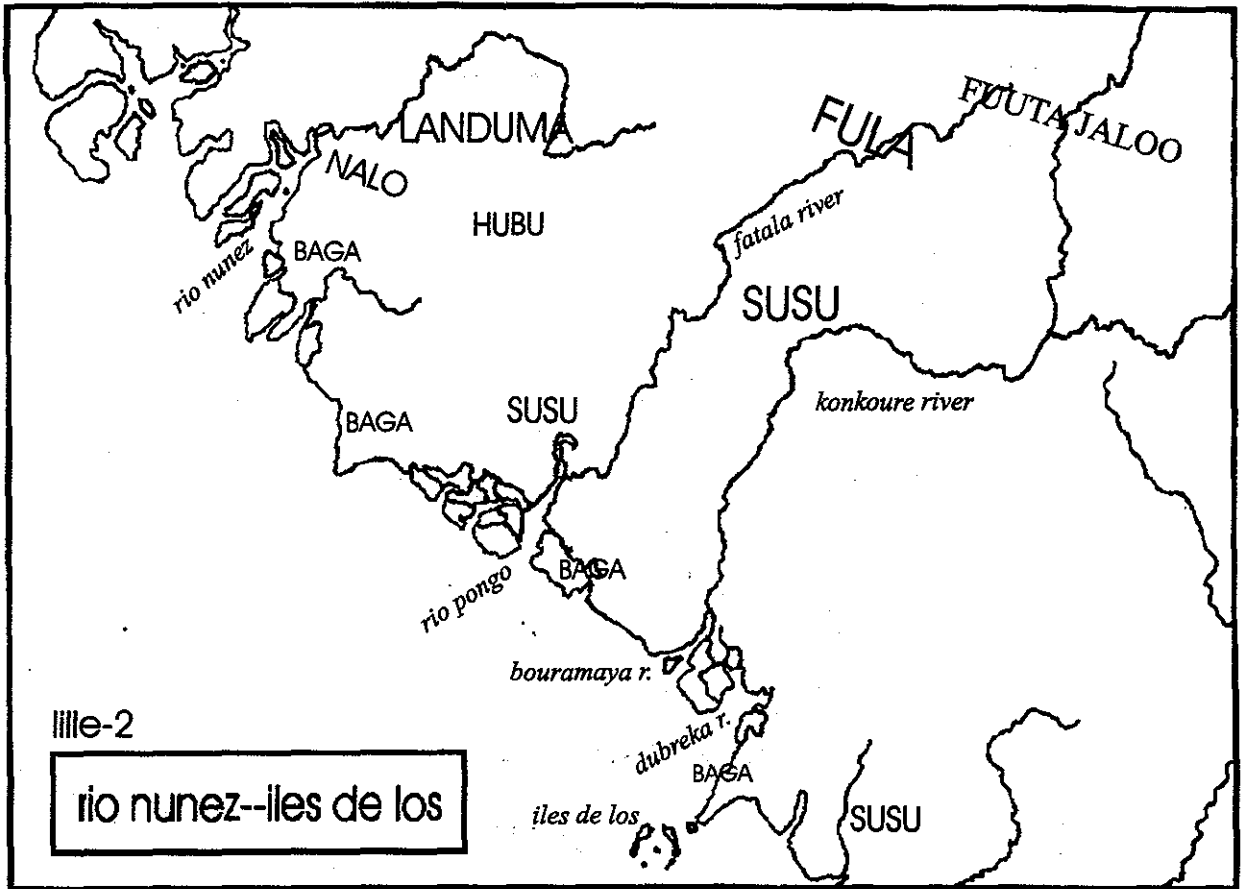 FUUTA JALOO
FULA
LANDUMA
NALO
HUBU
fatala river
BAGA
rio nunez
SUSU
konkoure river
SUSU
BAGA
BAGA
rio pongo
bouramaya r.
lille-2
dubreka r.
BAGA
rio nunez--iles de los
iles de los
SUSU